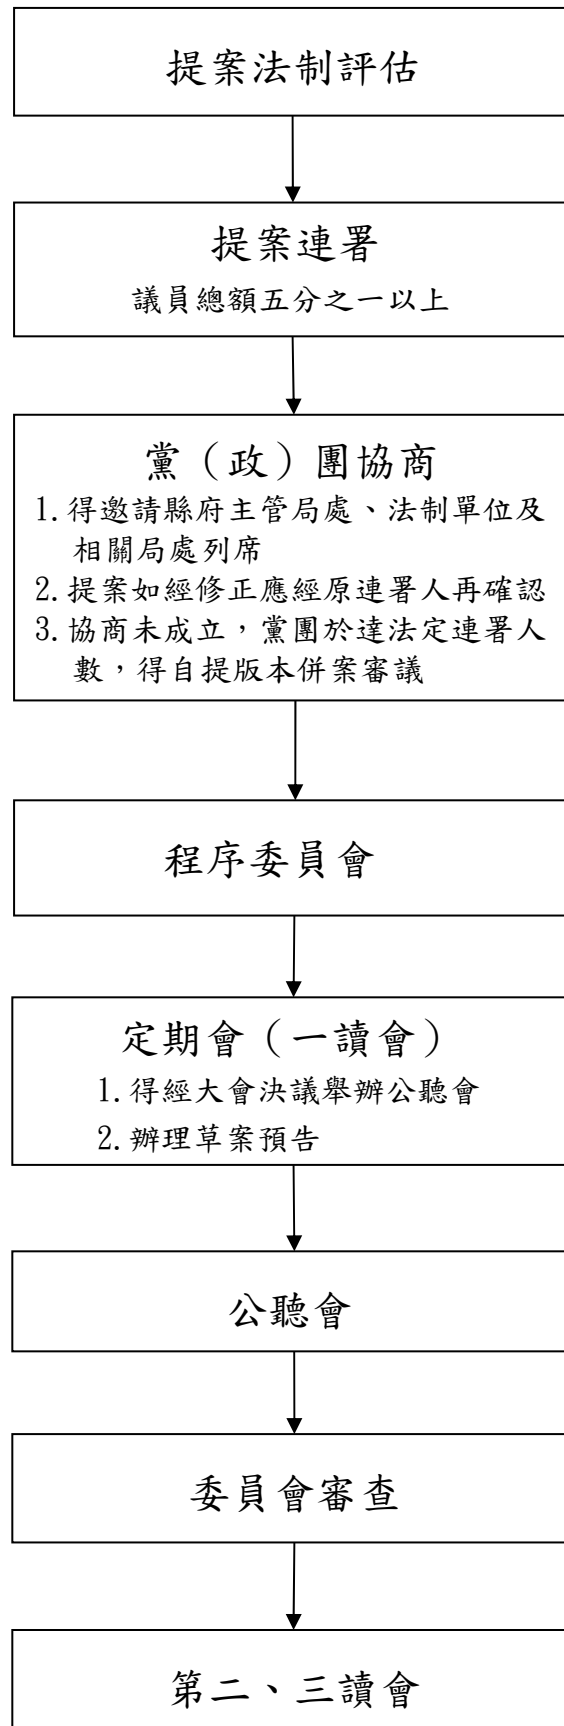 提案法制評估
提案連署
議員總額五分之一以上
黨（政）團協商
1.得邀請縣府主管局處、法制單位及
相關局處列席
2.提案如經修正應經原連署人再確認
3.協商未成立，黨團於達法定連署人
數，得自提版本併案審議
程序委員會
定期會（一讀會）
1.得經大會決議舉辦公聽會
2.辦理草案預告
公聽會
委員會審查
第二、三讀會